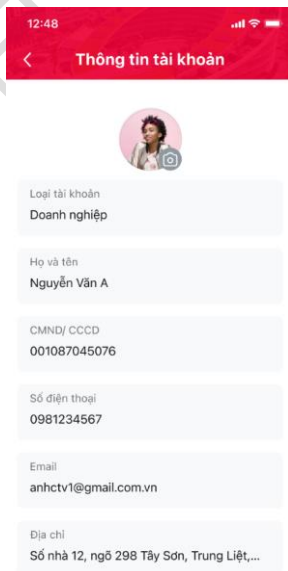 12:48
Thông tin tài khoản
Loại tài khoản
Doanh nghiệp
Họ và tên
Nguyễn Văn A
CMND/ CCCD
001087045076
Số điện thoại
0981234567
Email
anhctv1@gmail.com.vn
Địa chỉ
Số nhà 12, ngõ 298 Tây Sơn, Trung Liệt,...